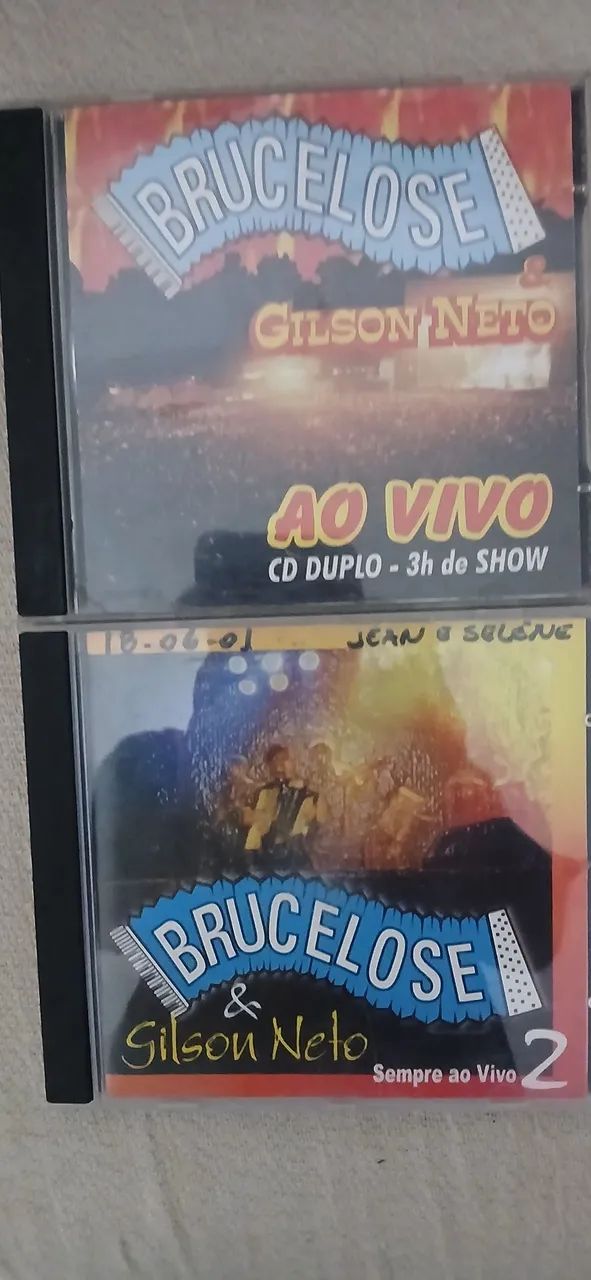 BRUCELOSE
&
GILSON NETO
AO VIVO
CD DUPLO - 3h de SHOW
18-06-01 JEAN e SELENE
BRUCELOSE
&
Gilson Neto
Sempre ao Vivo 2